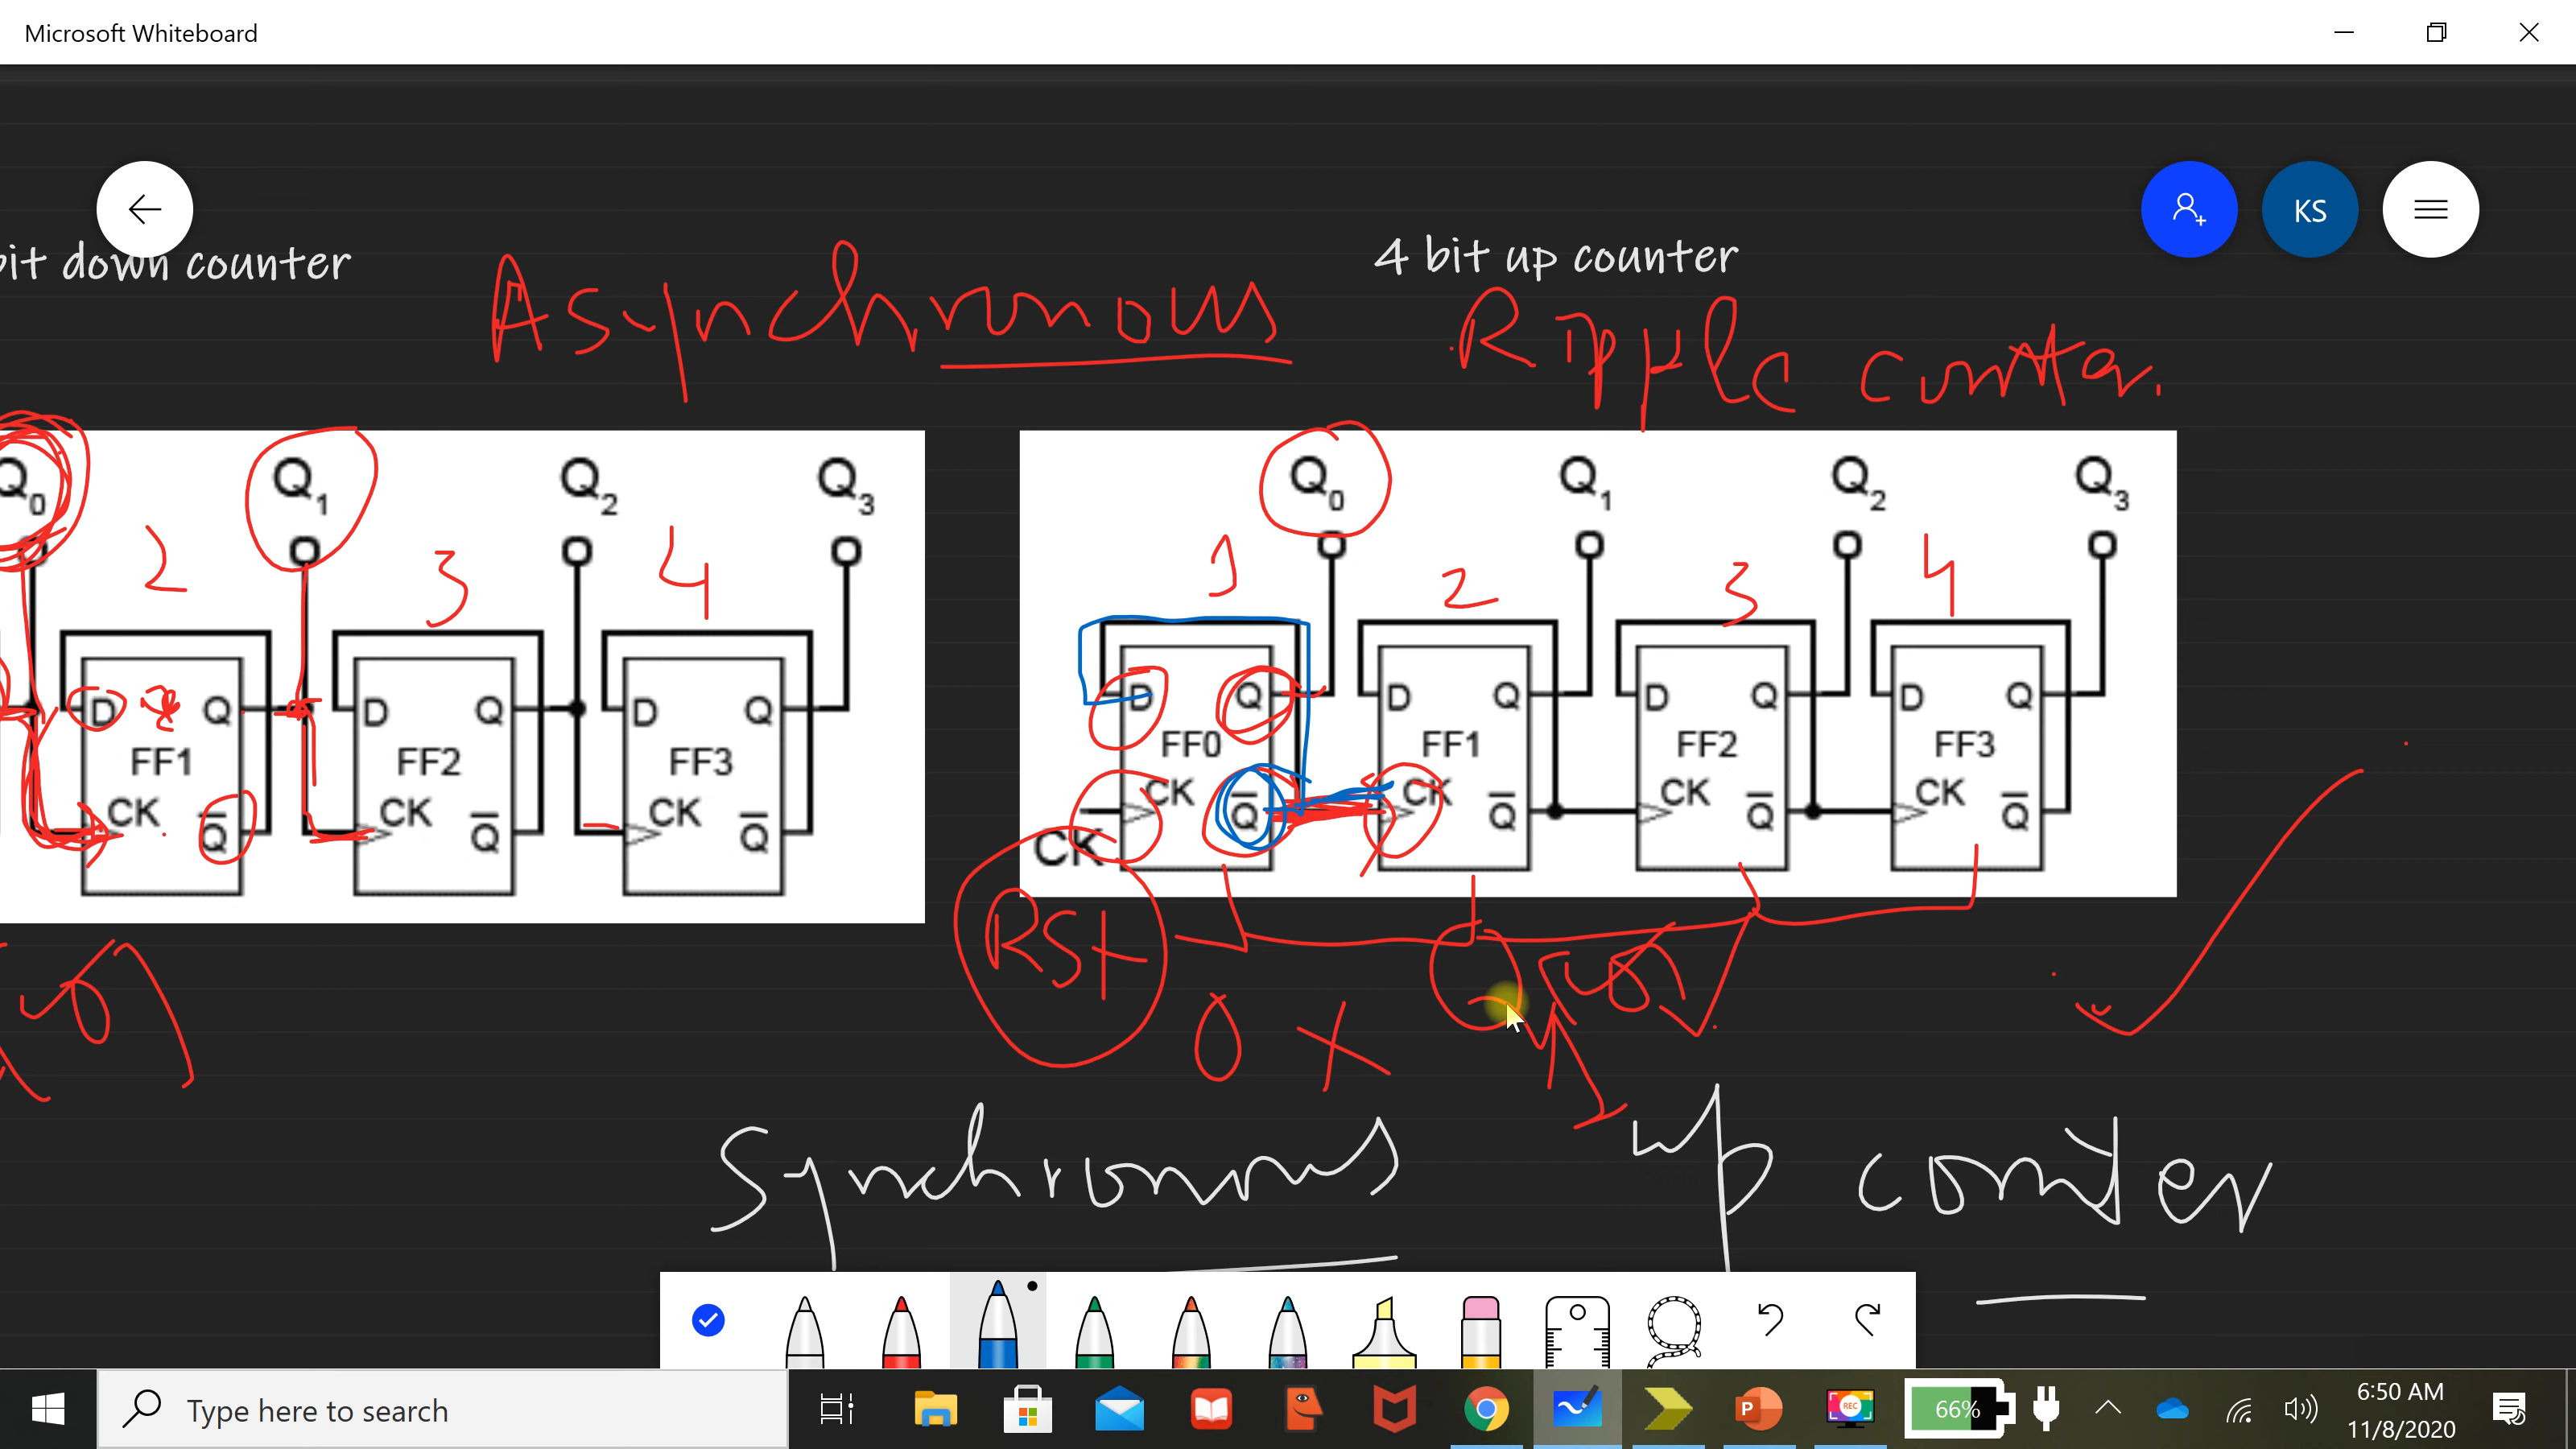 Microsoft Whiteboard
KS
bit down counter
4 bit up counter
Asynchronous
Ripple counter.
Q0 Q1 Q2 Q3
2 3 4
D Q D Q D Q
FF1 FF2 FF3
CK CK CK
Q̅ Q̅ Q̅
Q0 Q1 Q2 Q3
1 2 3 4
D Q D Q D Q D Q
FF0 FF1 FF2 FF3
CK CK CK CK
Q̅ Q̅ Q̅ Q̅
CK
RST
0 X
Synchronous up counter
Type here to search
REC
66%
6:50 AM
11/8/2020